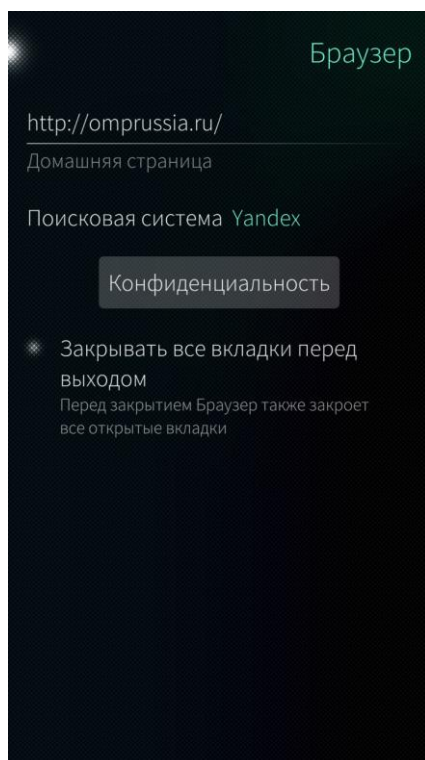 Браузер
http://omprussia.ru/
Домашняя страница
Поисковая система Yandex
Конфиденциальность
Закрывать все вкладки перед
выходом
Перед закрытием Браузер также закроет
все открытые вкладки